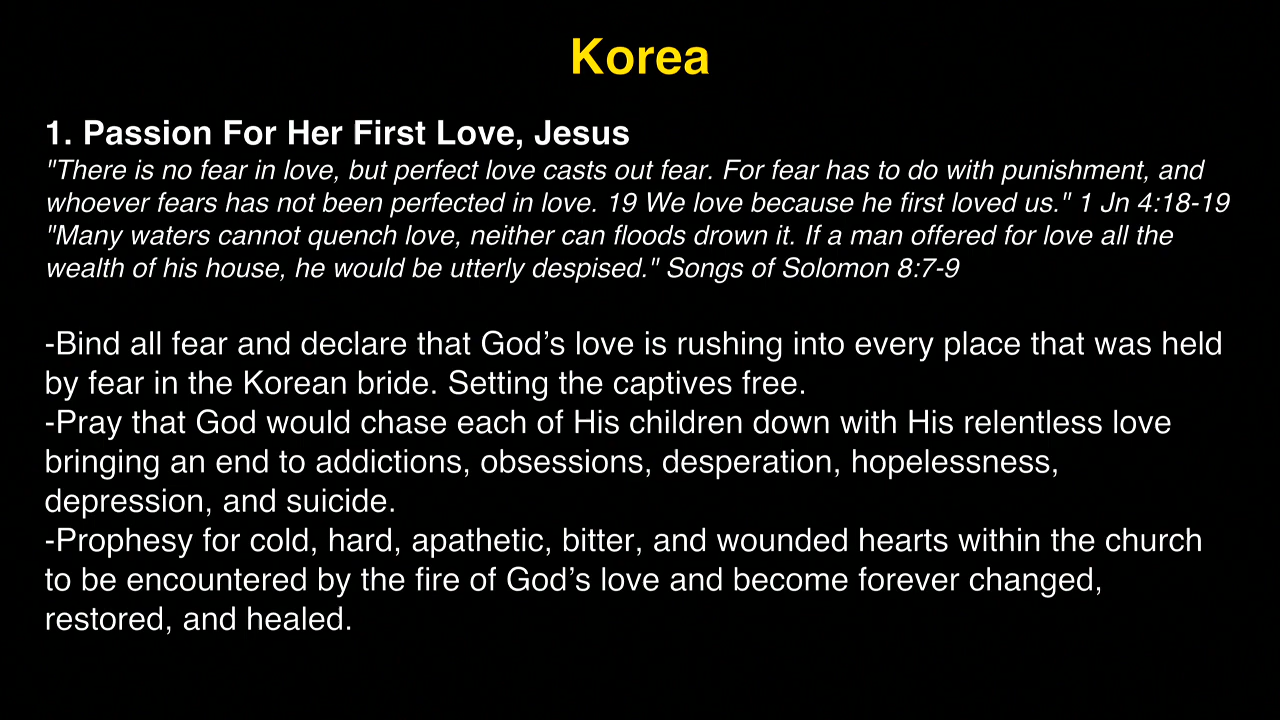 Korea
1. Passion For Her First Love, Jesus
"There is no fear in love, but perfect love casts out fear. For fear has to do with punishment, and
whoever fears has not been perfected in love. 19 We love because he first loved us." 1 Jn 4:18-19
"Many waters cannot quench love, neither can floods drown it. If a man offered for love all the
wealth of his house, he would be utterly despised." Songs of Solomon 8:7-9
-Bind all fear and declare that God’s love is rushing into every place that was held
by fear in the Korean bride. Setting the captives free.
-Pray that God would chase each of His children down with His relentless love
bringing an end to addictions, obsessions, desperation, hopelessness,
depression, and suicide.
-Prophesy for cold, hard, apathetic, bitter, and wounded hearts within the church
to be encountered by the fire of God’s love and become forever changed,
restored, and healed.